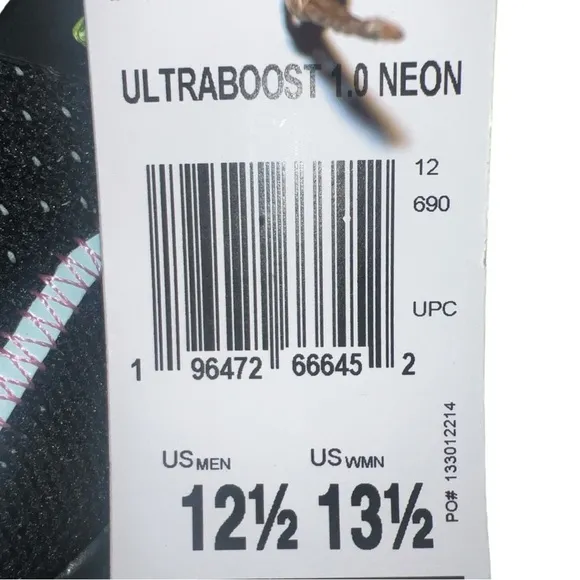 ULTRABOOST 1.0 NEON
12
690
UPC
1 96472 66645 2
US MEN US WMN
12½ 13½
PO# 133012214